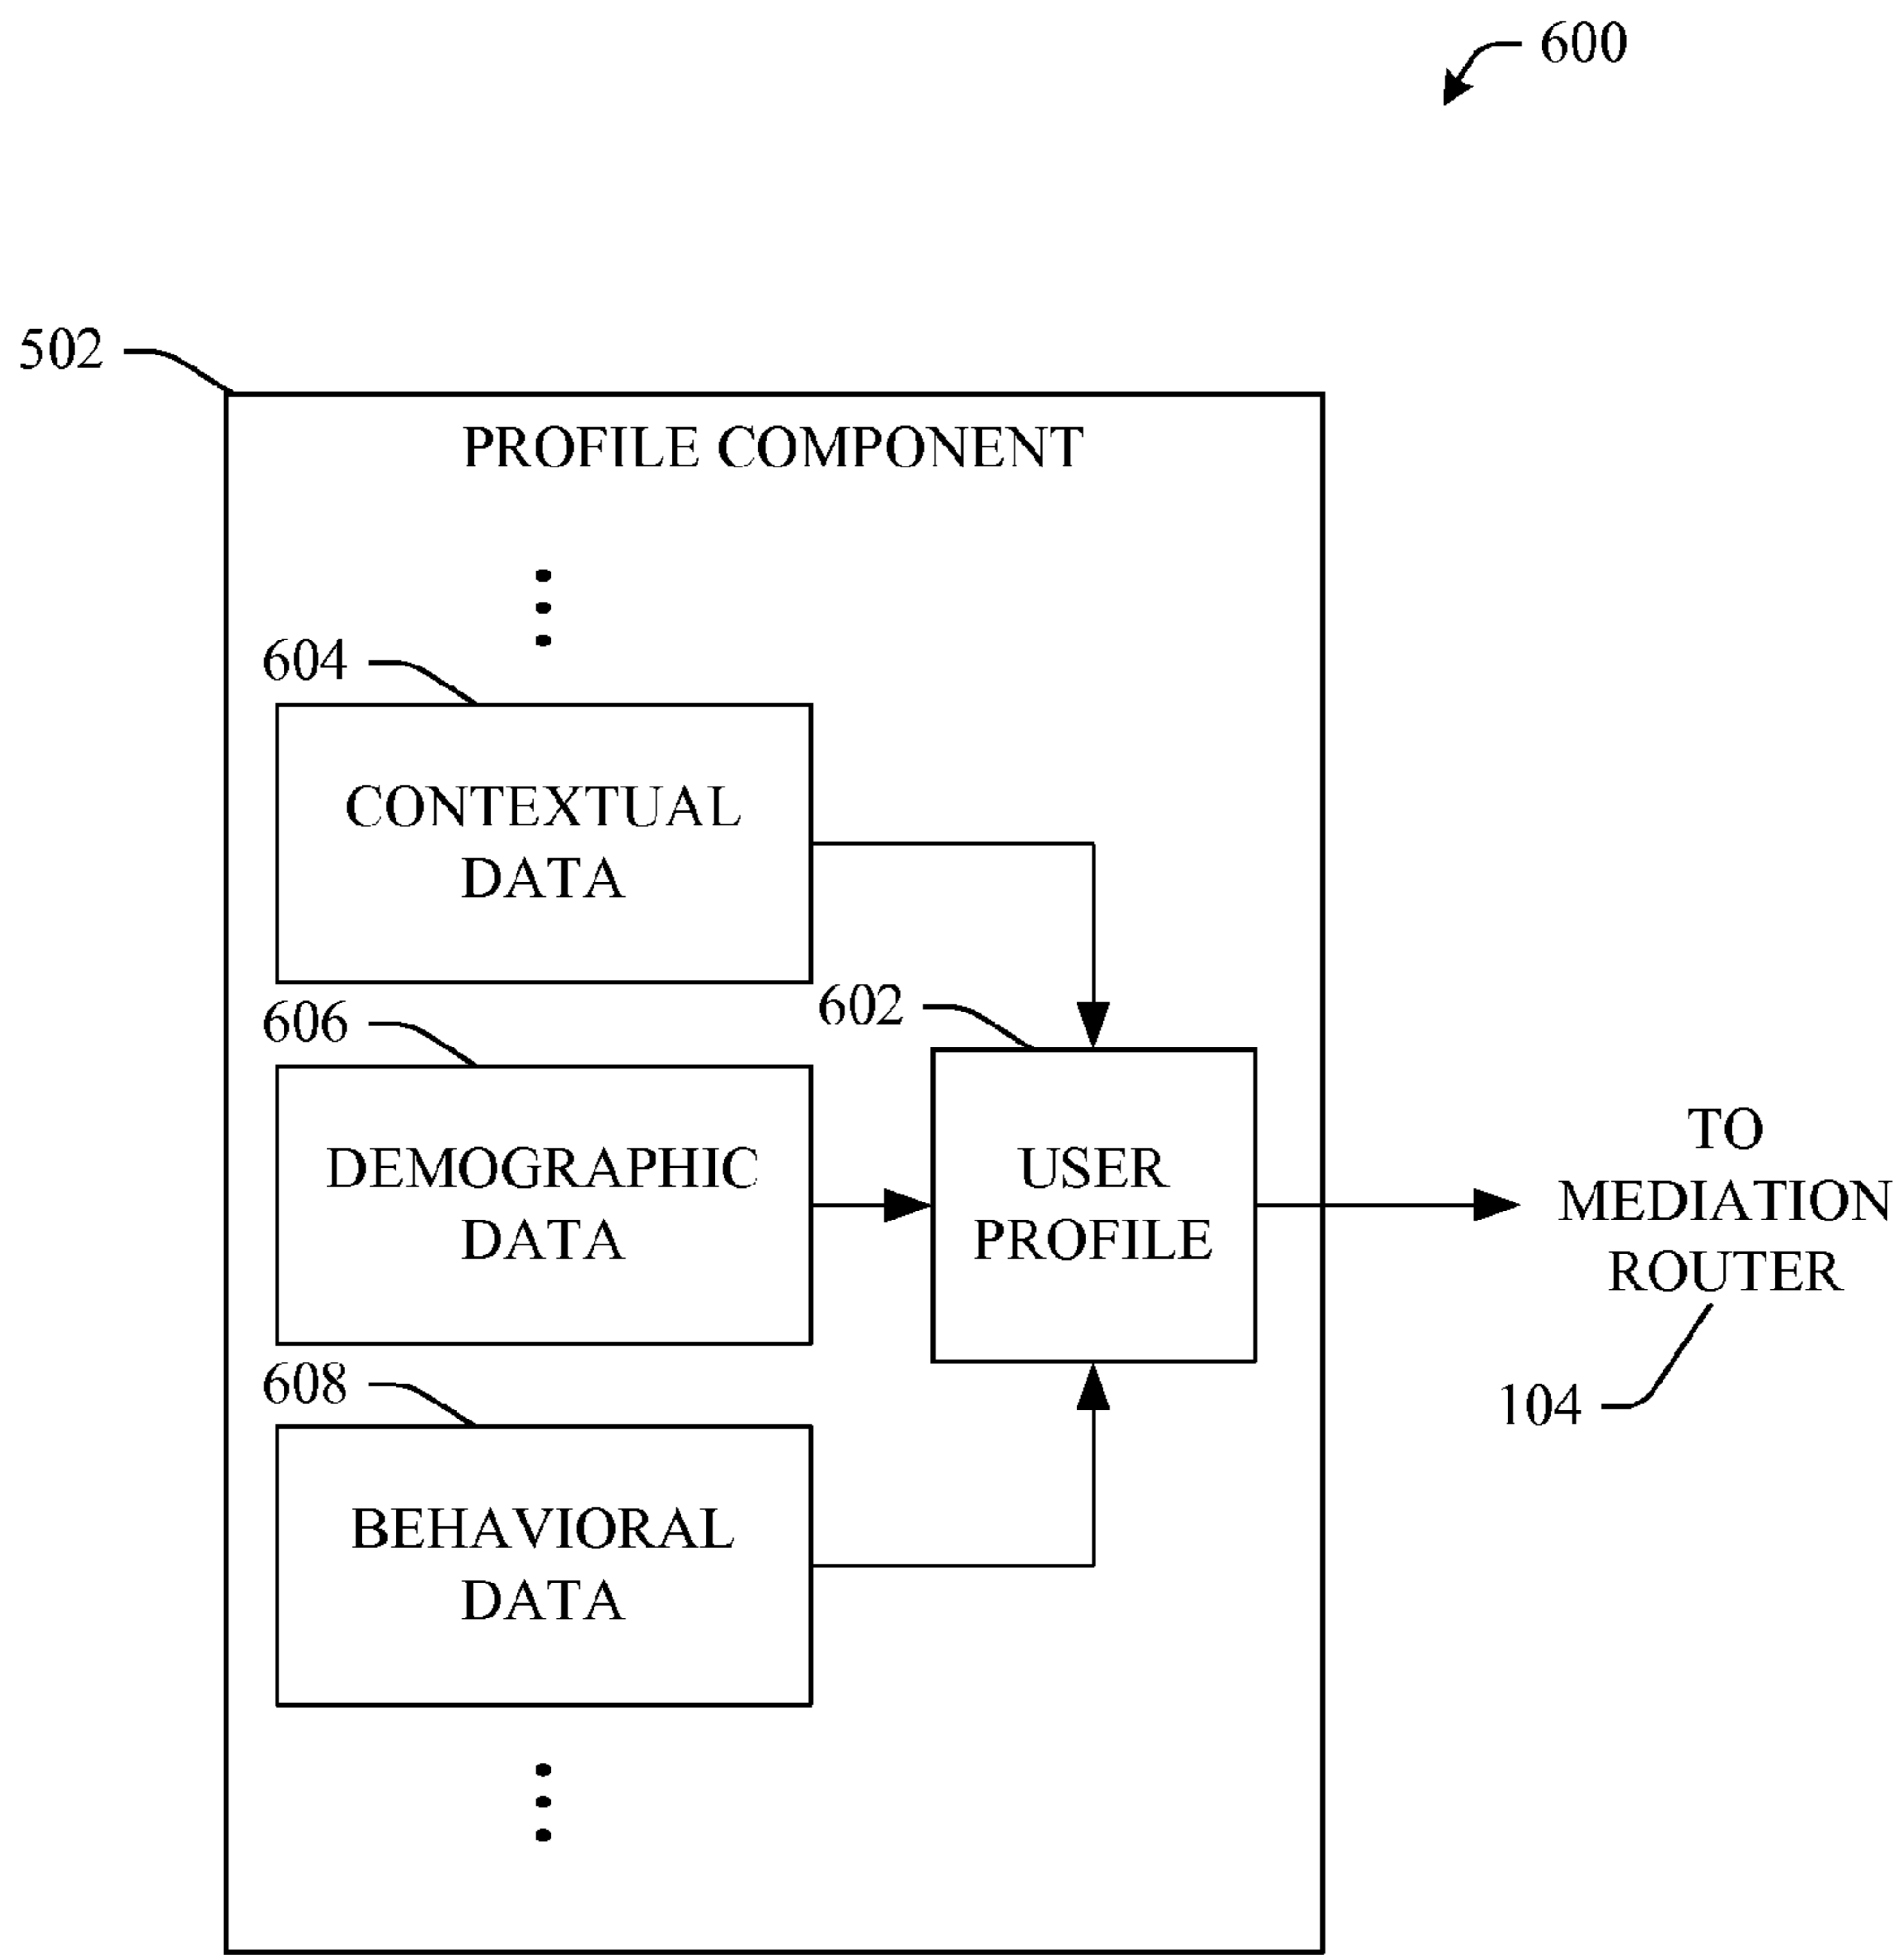 600
502
PROFILE COMPONENT
604
CONTEXTUAL
DATA
606
602
DEMOGRAPHIC
DATA
USER
PROFILE
TO
MEDIATION
ROUTER
104
608
BEHAVIORAL
DATA